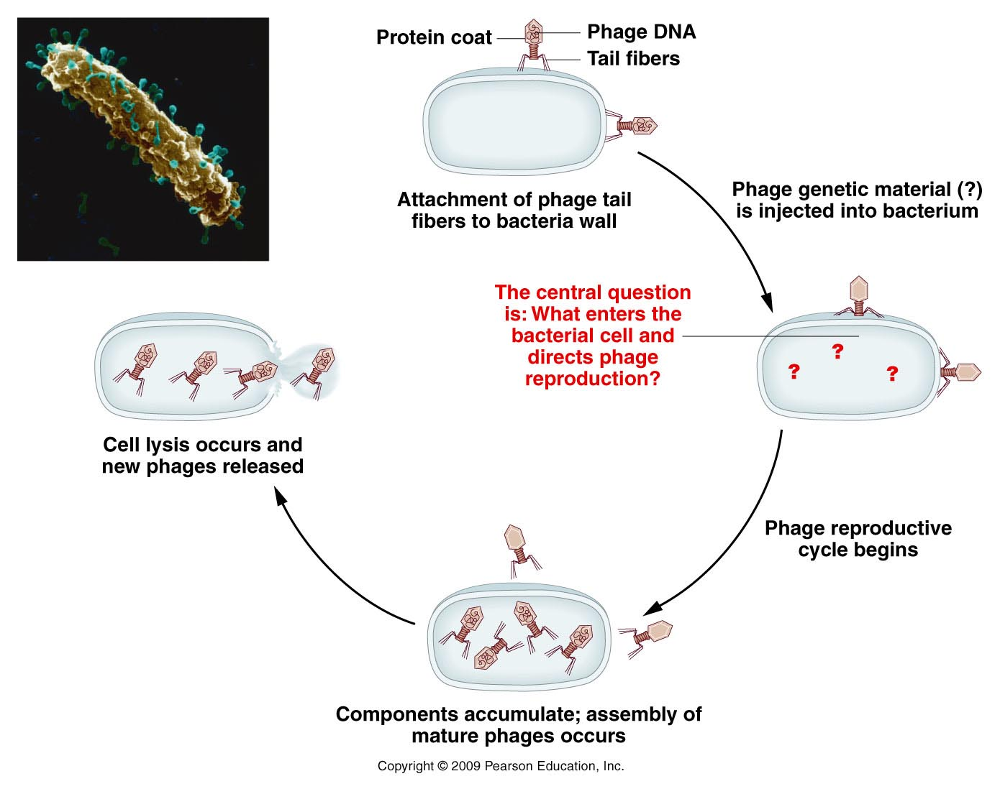 Protein coat
Phage DNA
Tail fibers
Attachment of phage tail
fibers to bacteria wall
Phage genetic material (?)
is injected into bacterium
The central question
is: What enters the
bacterial cell and
directs phage
reproduction?
?
?
?
Phage reproductive
cycle begins
Components accumulate; assembly of
mature phages occurs
Cell lysis occurs and
new phages released
Copyright © 2009 Pearson Education, Inc.